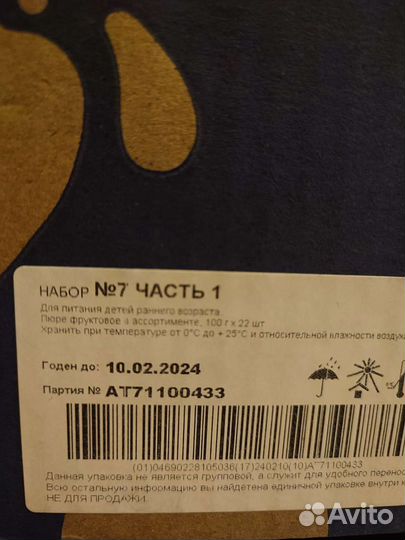 НАБОР №7 ЧАСТЬ 1
Для питания детей раннего возраста
Пюре фруктовое в ассортименте, 100 г х 22 шт
Хранить при температуре от 0°С до + 25°С и относительной влажности воздуха
Годен до: 10.02.2024
Партия № АТ71100433
(01)04690228105036(17)240210(10)АТ71100433
Данная упаковка не является групповой, а служит для удобного перенос
Всю остальную информацию вы найдете на единичной упаковке внутри к
НЕ ДЛЯ ПРОДАЖИ.
Avito